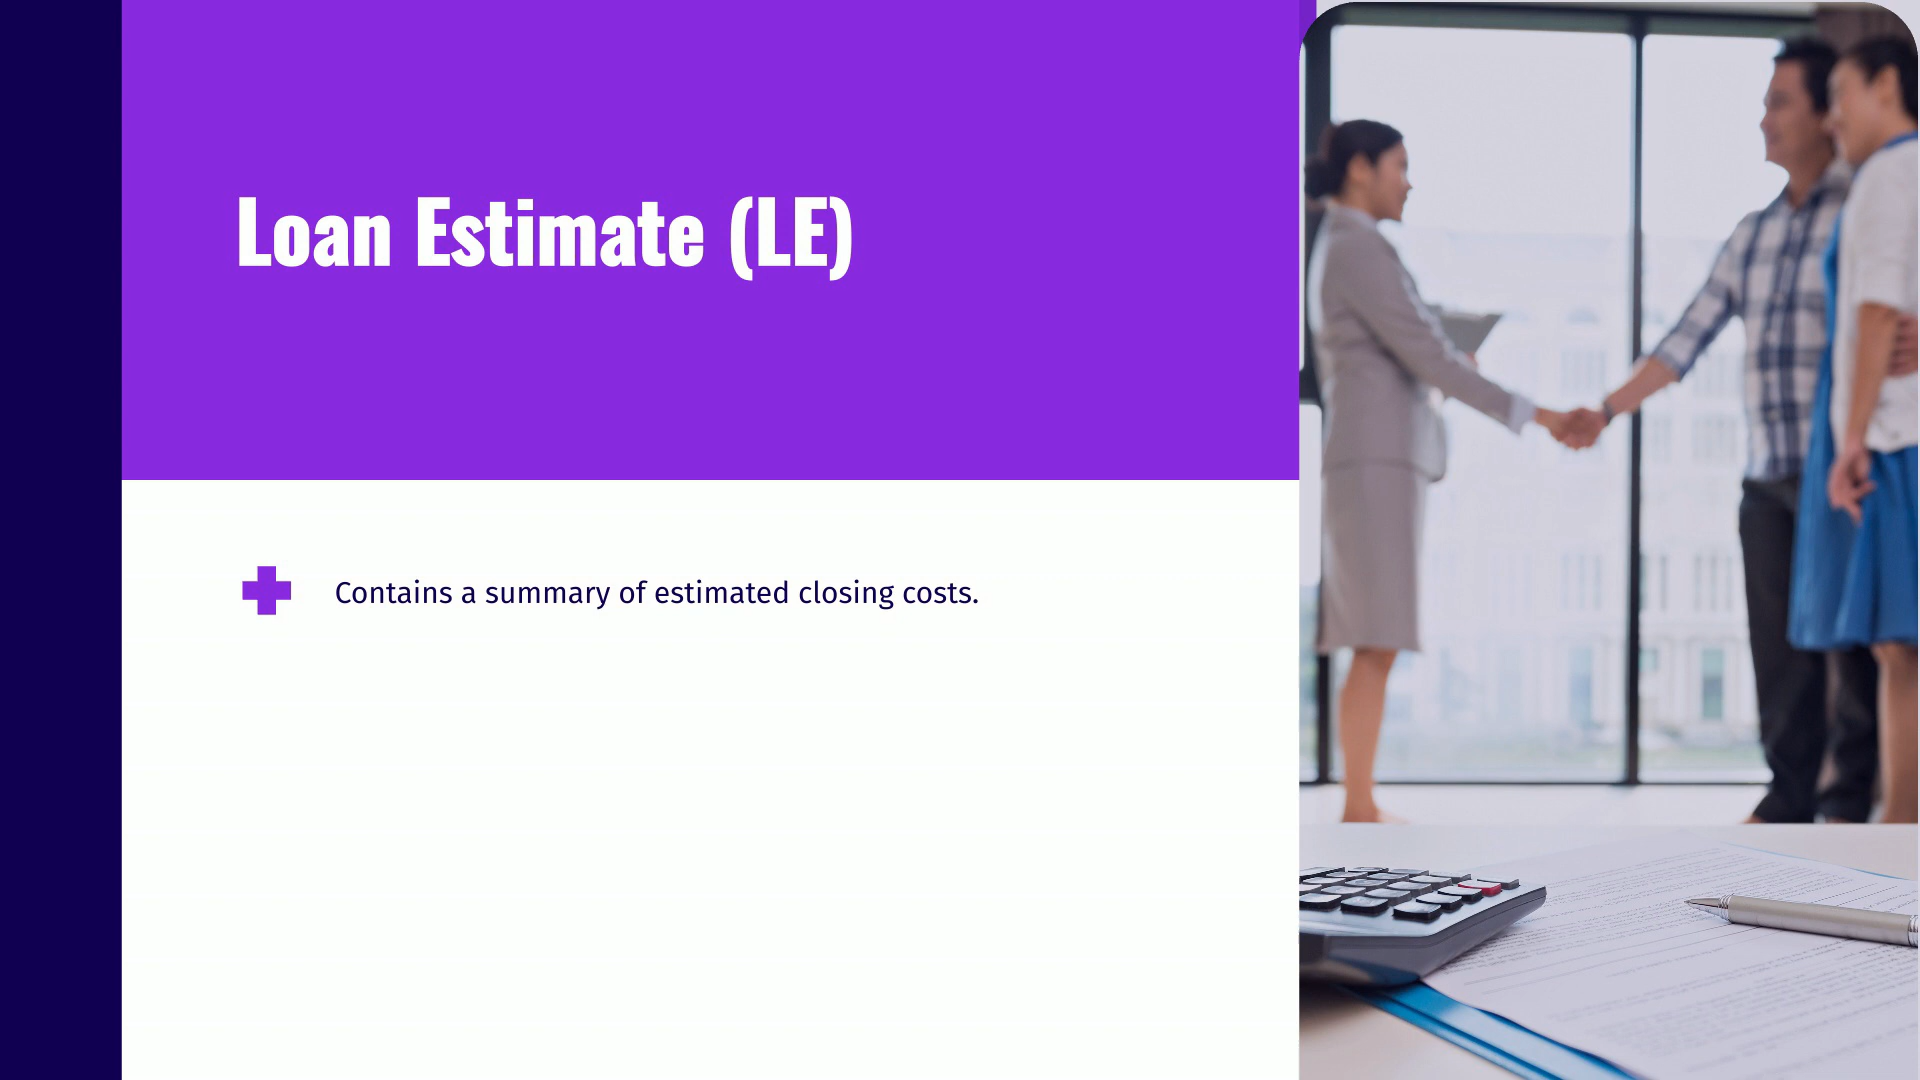 Loan Estimate (LE)
Contains a summary of estimated closing costs.